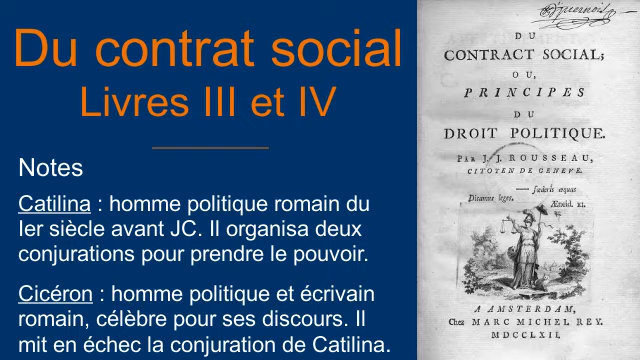 Du contrat social
Livres III et IV
Notes
Catilina : homme politique romain du
Ier siècle avant JC. Il organisa deux
conjurations pour prendre le pouvoir.
Cicéron : homme politique et écrivain
romain, célèbre pour ses discours. Il
mit en échec la conjuration de Catilina.
DU
CONTRACT SOCIAL;
OU,
PRINCIPES
DU
DROIT POLITIQUE.
PAR J. J. ROUSSEAU,
CITOYEN DE GENEVE.
— fœderis æquas
Dicamus leges. Æneid. XI.
A AMSTERDAM,
Chez MARC MICHEL REY.
MDCCLXII.